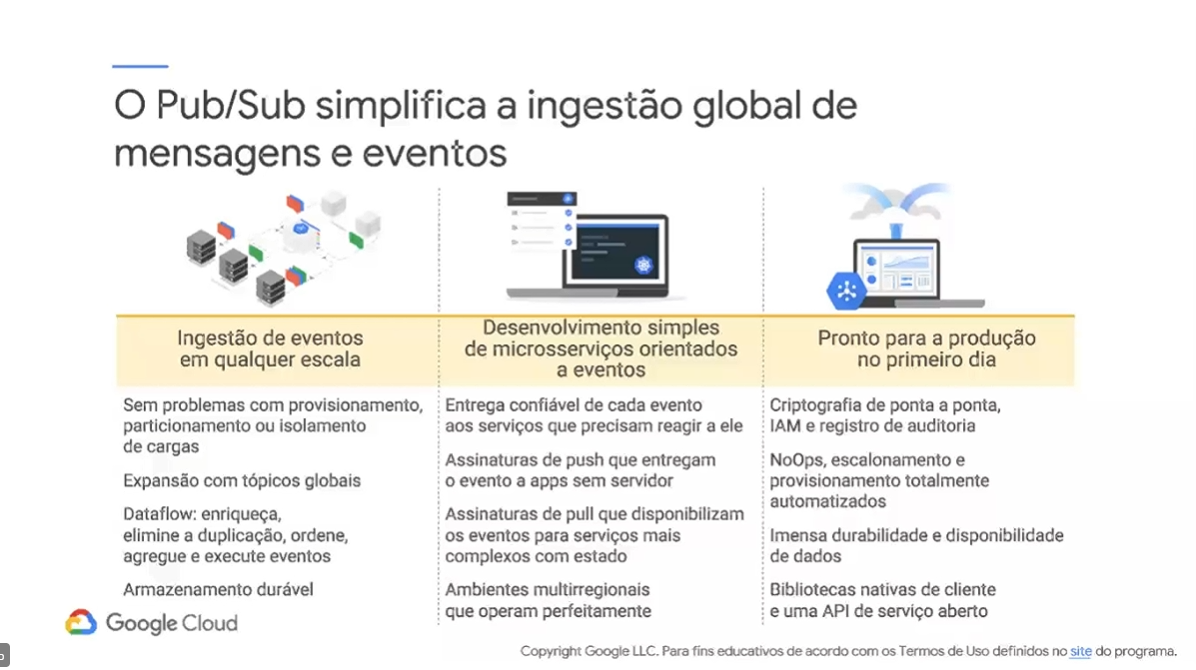 O Pub/Sub simplifica a ingestão global de
mensagens e eventos
Ingestão de eventos
em qualquer escala
Sem problemas com provisionamento,
particionamento ou isolamento
de cargas
Expansão com tópicos globais
Dataflow: enriqueça,
elimine a duplicação, ordene,
agregue e execute eventos
Armazenamento durável
Desenvolvimento simples
de microsserviços orientados
a eventos
Entrega confiável de cada evento
aos serviços que precisam reagir a ele
Assinaturas de push que entregam
o evento a apps sem servidor
Assinaturas de pull que disponibilizam
os eventos para serviços mais
complexos com estado
Ambientes multirregionais
que operam perfeitamente
Pronto para a produção
no primeiro dia
Criptografia de ponta a ponta,
IAM e registro de auditoria
NoOps, escalonamento e
provisionamento totalmente
automatizados
Imensa durabilidade e disponibilidade
de dados
Bibliotecas nativas de cliente
e uma API de serviço aberto
Google Cloud
Copyright Google LLC. Para fins educativos de acordo com os Termos de Uso definidos no site do programa.